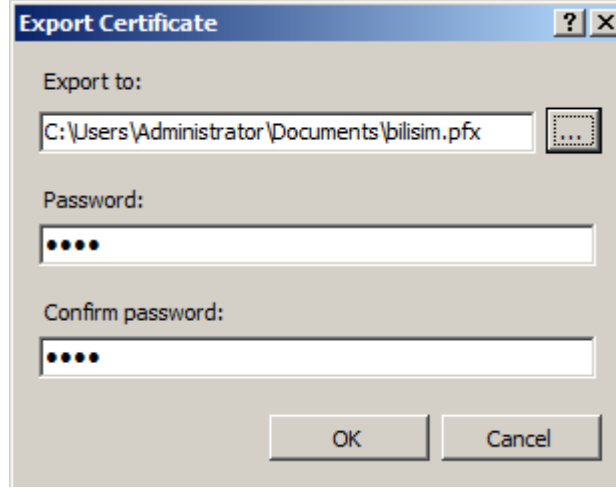 Export Certificate
Export to:
C:\Users\Administrator\Documents\bilisim.pfx
...
Password:
••••
Confirm password:
••••
OK Cancel